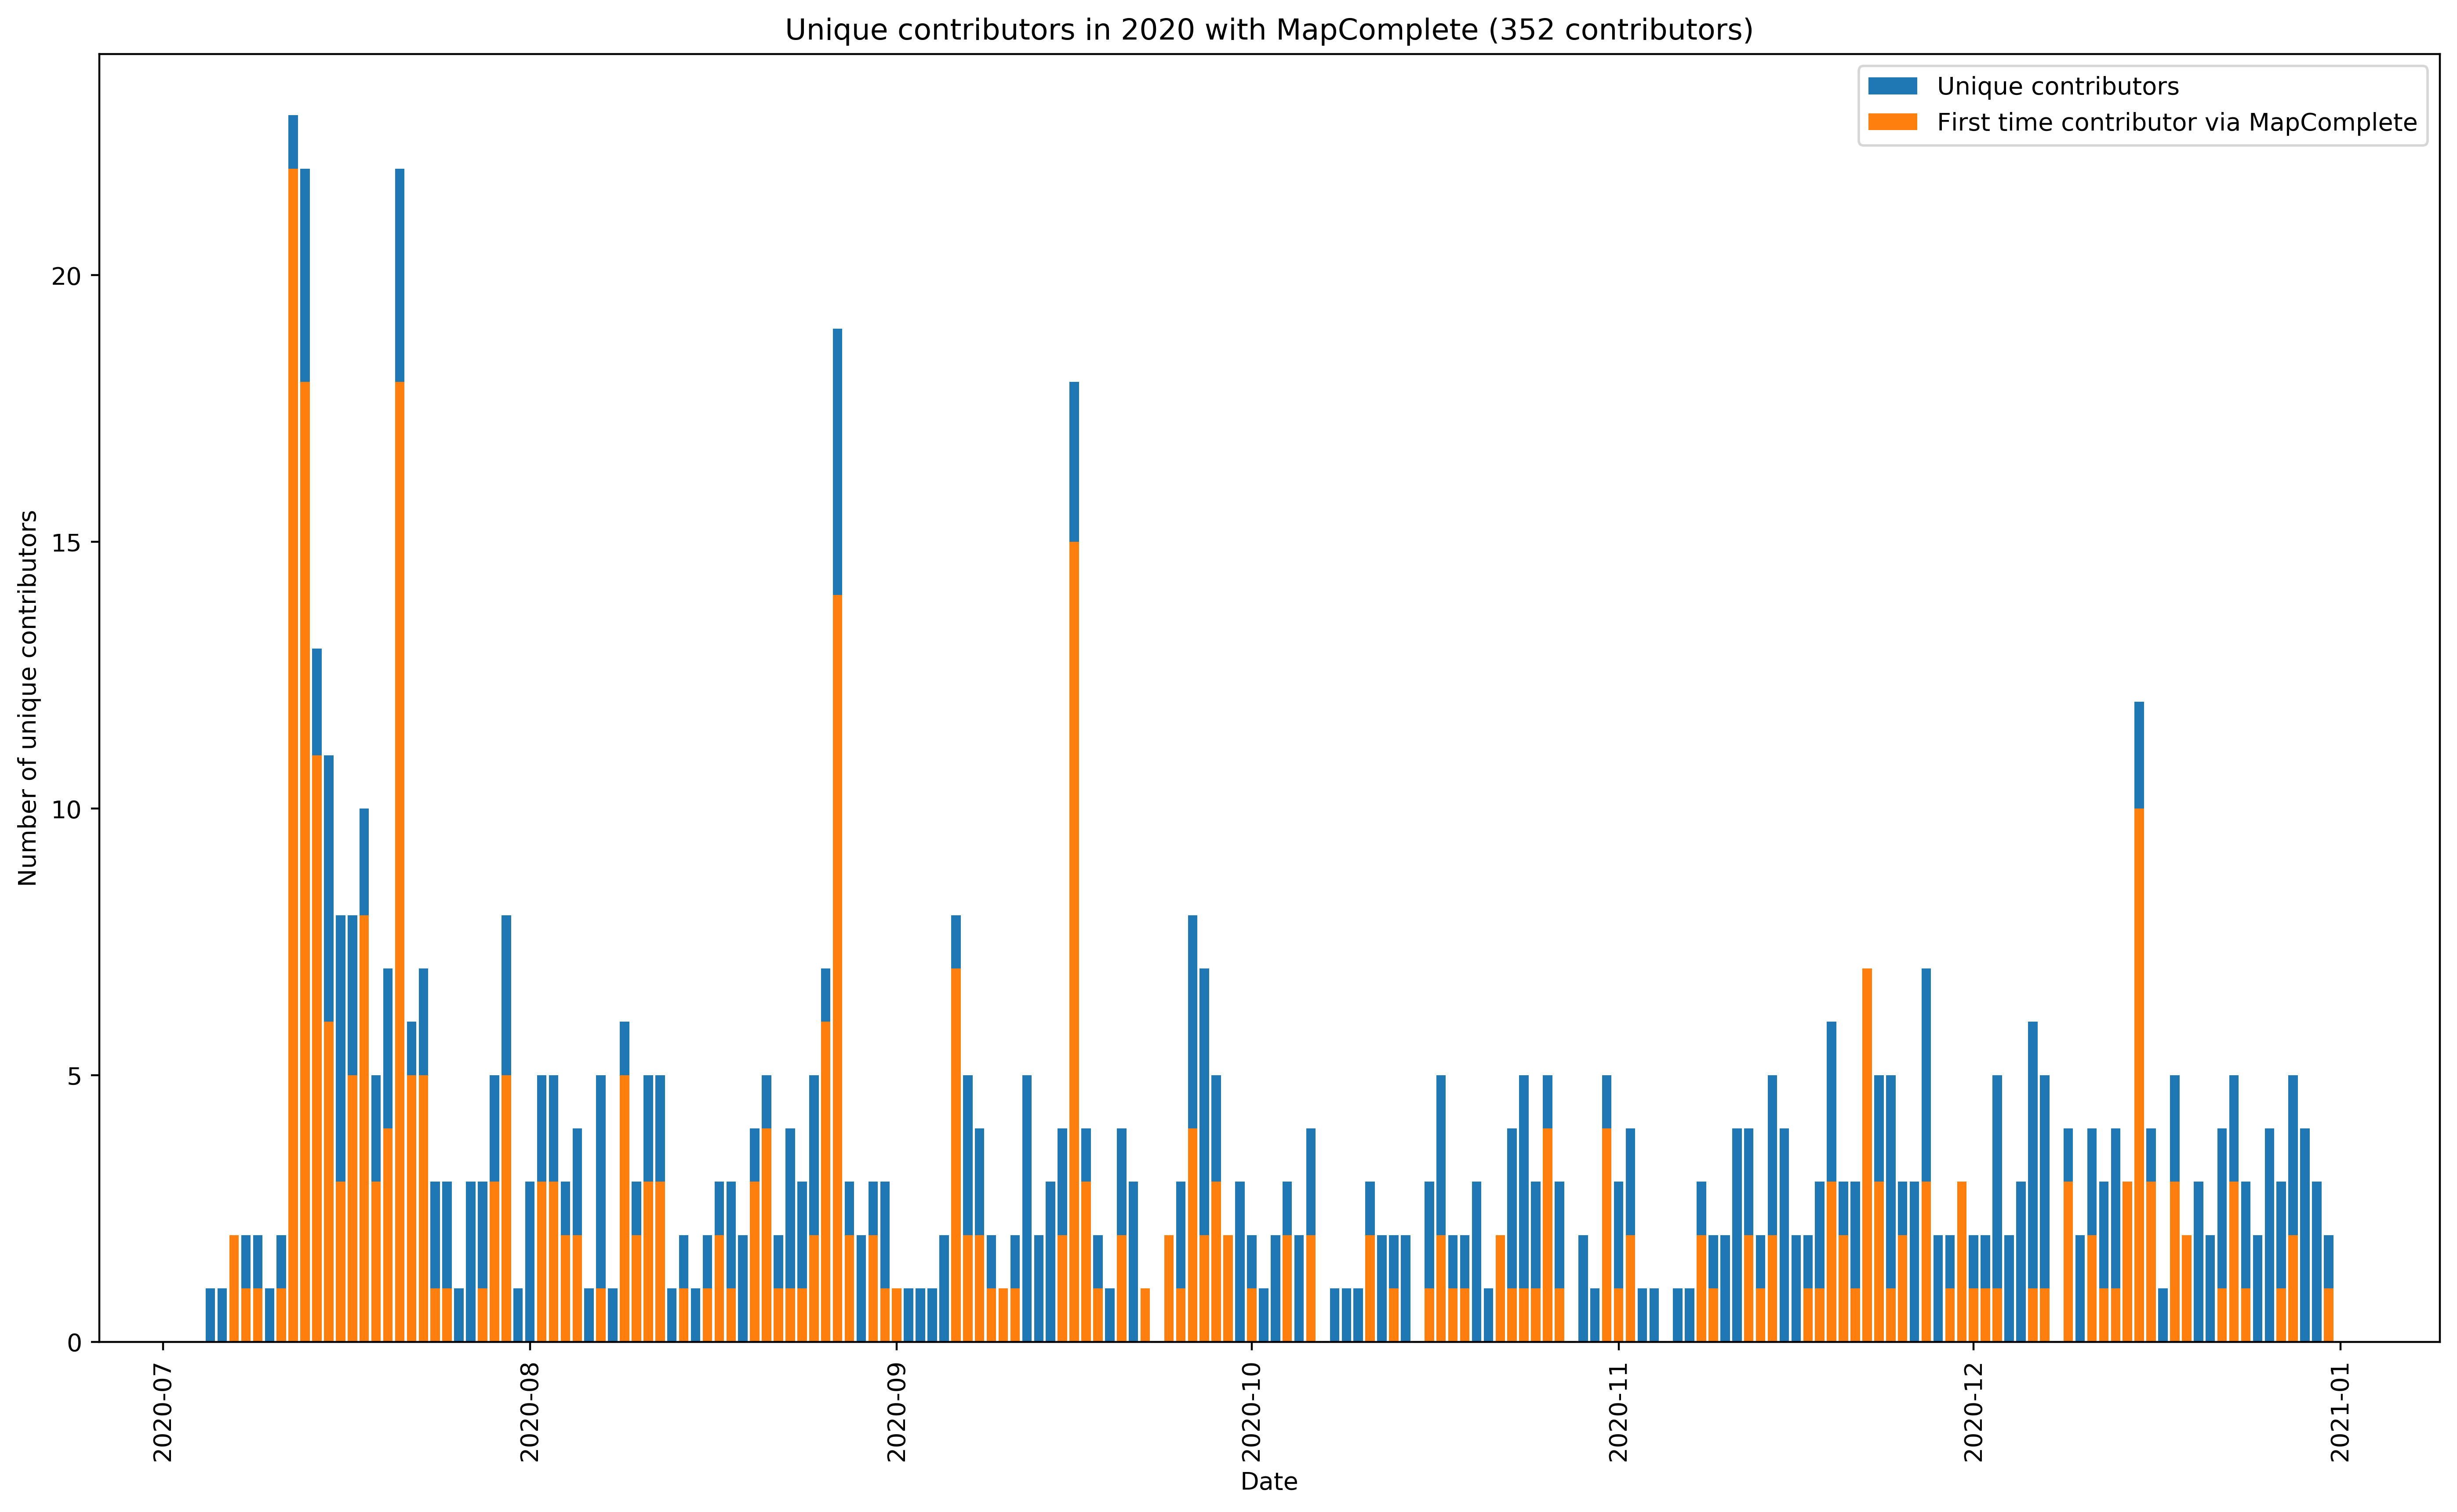 Unique contributors in 2020 with MapComplete (352 contributors)
Unique contributors
First time contributor via MapComplete
Number of unique contributors
20
15
10
5
0
2020-07
2020-08
2020-09
2020-10
2020-11
2020-12
2021-01
Date